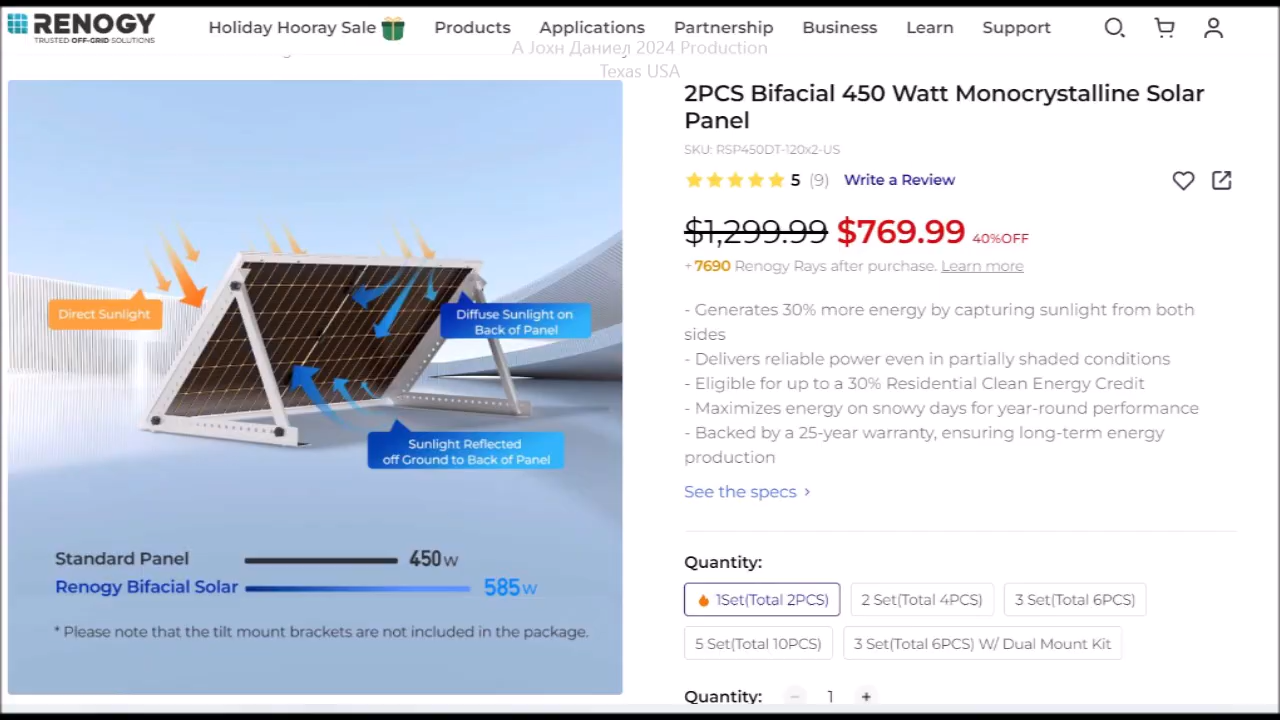 RENOGY
TRUSTED OFF-GRID SOLUTIONS
Holiday Hooray Sale Products Applications Partnership Business Learn Support
A Јохн Даниел 2024 Production
Texas USA
2PCS Bifacial 450 Watt Monocrystalline Solar
Panel
SKU: RSP450DT-120x2-US
5 (9) Write a Review
$1,299.99 $769.99 40%OFF
+7690 Renogy Rays after purchase. Learn more
- Generates 30% more energy by capturing sunlight from both
sides
- Delivers reliable power even in partially shaded conditions
- Eligible for up to a 30% Residential Clean Energy Credit
- Maximizes energy on snowy days for year-round performance
- Backed by a 25-year warranty, ensuring long-term energy
production
See the specs >
Quantity:
1Set(Total 2PCS) 2 Set(Total 4PCS) 3 Set(Total 6PCS)
5 Set(Total 10PCS) 3 Set(Total 6PCS) W/ Dual Mount Kit
Quantity: − 1 +
Direct Sunlight
Diffuse Sunlight on
Back of Panel
Sunlight Reflected
off Ground to Back of Panel
Standard Panel 450 W
Renogy Bifacial Solar 585 W
* Please note that the tilt mount brackets are not included in the package.